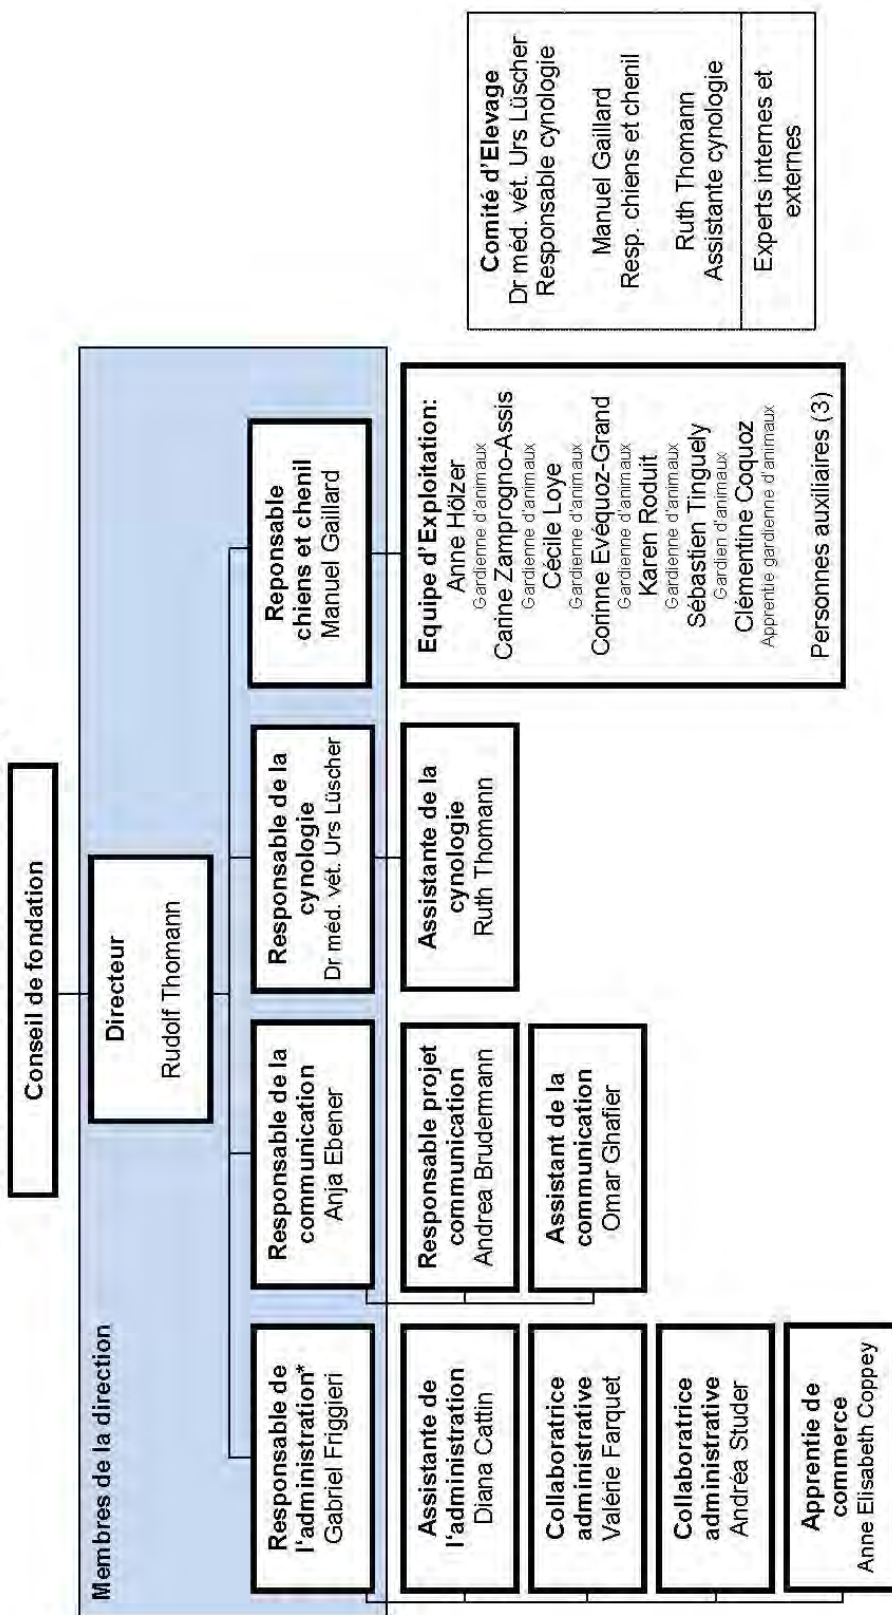 Conseil de fondation
Membres de la direction
Directeur
Rudolf Thomann
Responsable de
l'administration*
Gabriel Friggieri
Responsable de la
communication
Anja Ebener
Responsable de la
cynologie
Dr méd. vét. Urs Lüscher
Reponsable
chiens et chenil
Manuel Gaillard
Assistante de
l'administration
Diana Cattin
Collaboratrice
administrative
Valérie Farquet
Collaboratrice
administrative
Andréa Studer
Apprentie de
commerce
Anne Elisabeth Coppey
Responsable projet
communication
Andrea Brudermann
Assistant de la
communication
Omar Ghafier
Assistante de la
cynologie
Ruth Thomann
Equipe d'Exploitation:
Anne Hölzer
Gardienne d'animaux
Carine Zamprogno-Assis
Gardienne d'animaux
Cécile Loye
Gardienne d'animaux
Corinne Evéquoz-Grand
Gardienne d'animaux
Karen Roduit
Gardienne d'animaux
Sébastien Tinguely
Gardien d'animaux
Clémentine Coquoz
Apprentie gardienne d'animaux
Personnes auxiliaires (3)
Comité d'Elevage
Dr méd. vét. Urs Lüscher
Responsable cynologie
Manuel Gaillard
Resp. chiens et chenil
Ruth Thomann
Assistante cynologie
Experts internes et
externes